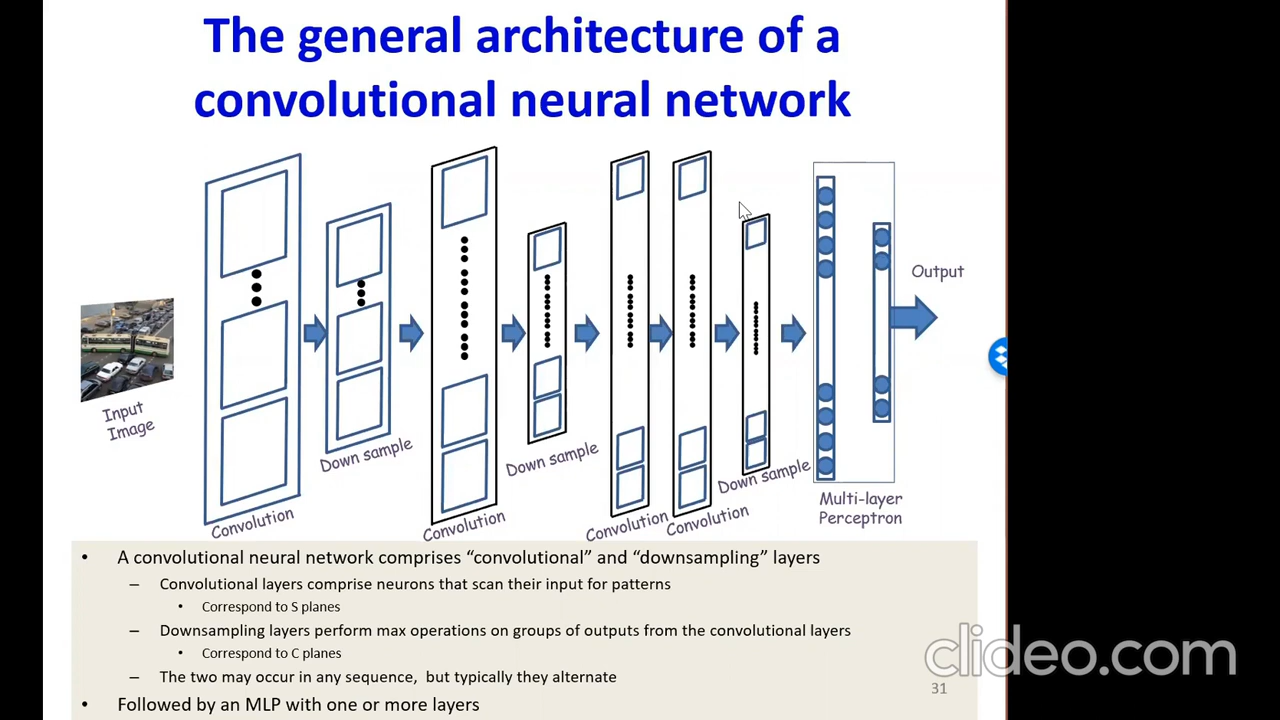 The general architecture of a
convolutional neural network
Input
Image
Convolution
Down sample
Convolution
Down sample
Convolution
Convolution
Down sample
Multi-layer
Perceptron
Output
• A convolutional neural network comprises “convolutional” and “downsampling” layers
– Convolutional layers comprise neurons that scan their input for patterns
• Correspond to S planes
– Downsampling layers perform max operations on groups of outputs from the convolutional layers
• Correspond to C planes
– The two may occur in any sequence, but typically they alternate
• Followed by an MLP with one or more layers
31
clideo.com